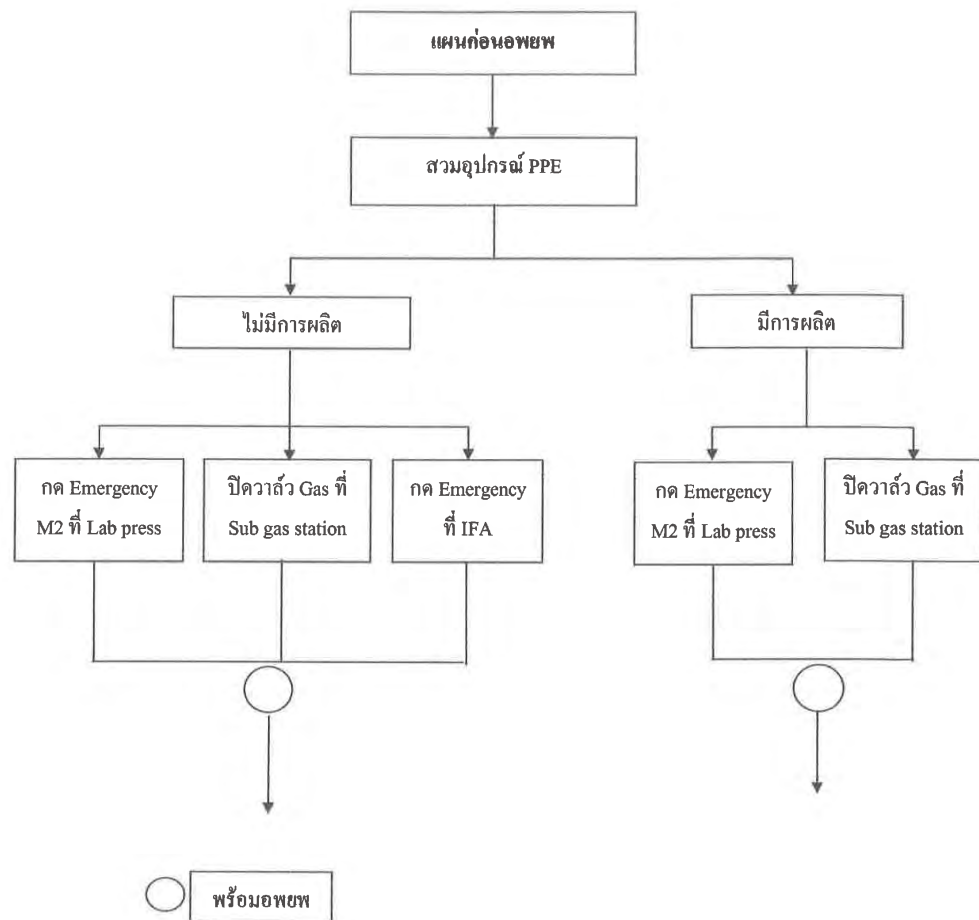 แผนก่อนอพยพ
สวมอุปกรณ์ PPE
ไม่มีการผลิต
มีการผลิต
กด Emergency
M2 ที่ Lab press
ปิดวาล์ว Gas ที่
Sub gas station
กด Emergency
ที่ IFA
กด Emergency
M2 ที่ Lab press
ปิดวาล์ว Gas ที่
Sub gas station
พร้อมอพยพ